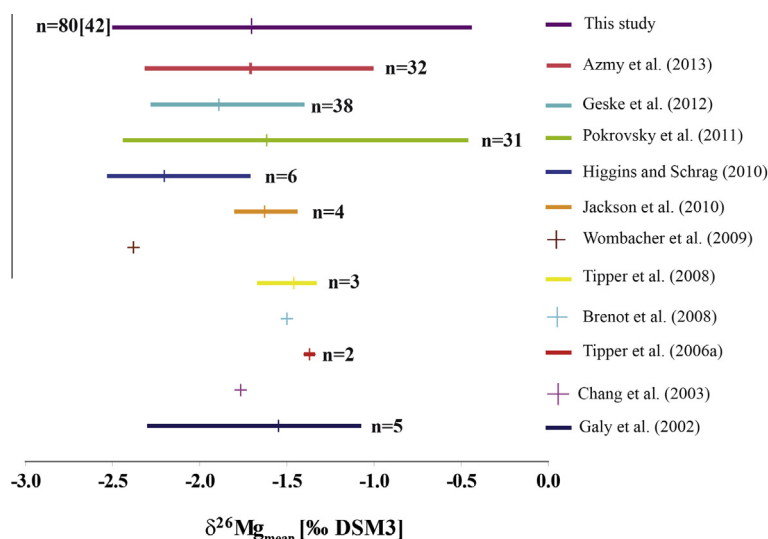 n=80[42]
This study
n=32
Azmy et al. (2013)
n=38
Geske et al. (2012)
n=31
Pokrovsky et al. (2011)
n=6
Higgins and Schrag (2010)
n=4
Jackson et al. (2010)
Wombacher et al. (2009)
n=3
Tipper et al. (2008)
Brenot et al. (2008)
n=2
Tipper et al. (2006a)
Chang et al. (2003)
n=5
Galy et al. (2002)
-3.0 -2.5 -2.0 -1.5 -1.0 -0.5 0.0
δ26Mgmean [‰ DSM3]